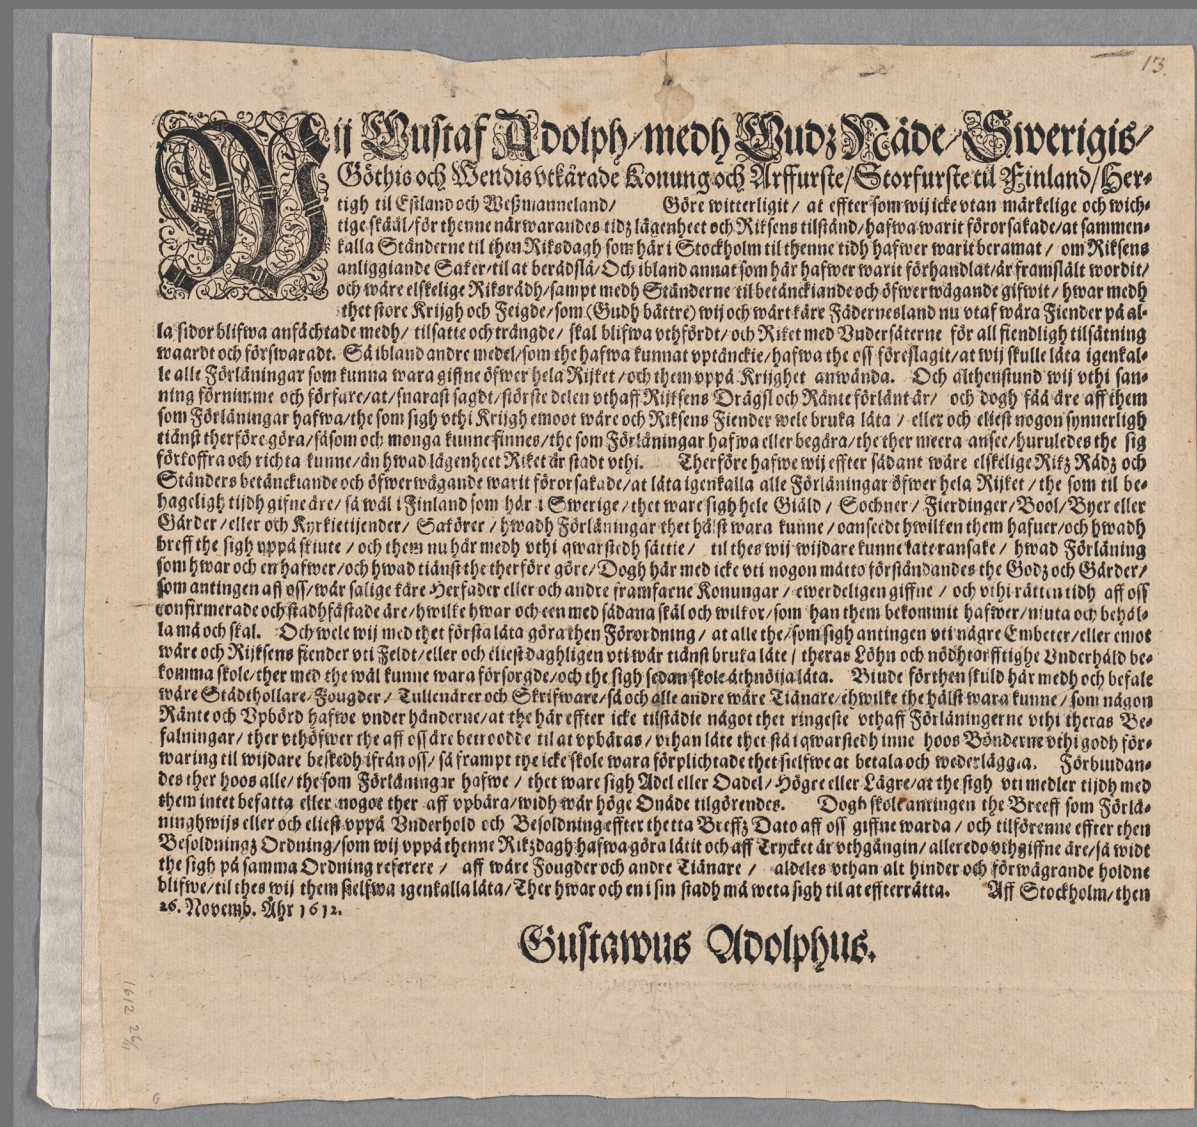 13.
Wij Gustaf Adolph/medh Gudz Näde/Swerigis/
Göthis och Wendis vtkårade Konung och Arffurste/Storfurste til Finland/Her-
tigh til Estland och Weßmanneland/ Göre witterligit/ at effter som wij icke vtan märkelige och wich-
tige skääl/för thenne närwarandes tidz lägenheet och Riksens tilstånd/hafwa warit förorsakade/at sammen-
kalla Ständerne til then Riksdagh som här i Stockholm til thenne tidh hafwer warit beramat/ om Riksens
anliggiande Saker/til at berådslå/Och ibland annat som här hafwer warit förhandlat/är framstält wordit/
och wåre elskelige Riksrådh/sampt medh Ständerne til betänckiande och öfwerwägande gifwit/hwar medh
thet store Krijgh och Feigde/som (Gudh bättre) wij och wårt käre Fädernesland nu vtaf wåra Fiender på al-
la sidor blifwa anfächtade medh/ tilsatte och trängde/ skal blifwa vthfördt/och Riket med Vndersåterne för all fiendligh tilsätning
waardt och förswaradt. Så ibland andre medel/som the hafwa kunnat vptänckie/hafwa the oss föreslagit/at wij skulle låta igenkal-
le alle Förläningar som kunna wara giffne öfwer hela Rijket/och them vppå Krijghet anwända. Och althenstund wij vthi san-
ning förnimme och förfare/at/snarast sagdt/störste delen vthaff Rijksens Drägsl och Ränte förlänt är/ och dogh fåå äre aff them
som Förläningar hafwa/the som sigh vthi Krijgh emoot wåre och Riksens Fiender wele bruka låta/ eller och eliest nogon synnerligh
tiänst therföre göra/såsom och monga kunne finnes/the som Förläningar hafwa eller begära/the ther meera ansee/huruledes the sig
förkoffra och richta kunne/än hwad lägenheet Riket är stadt vthi. Therföre hafwe wij effter sådant wåre elskelige Rikz Rådz och
Ständers betänckiande och öfwerwägande warit förorsakade/at låta igenkalla alle Förläningar öfwer hela Rijket/ the som til be-
hageligh tijdh gifne äre/ så wäl i Finland som här i Swerige/thet ware sigh hele Giäld/ Sochner/ Fierdinger/Bool/Byer eller
Gårder/eller och Kyrkietijender/ Sakörer/ hwadh Förläningar thet hälst wara kunne/oanseedt hwilken them hafuer/och hwadh
breff the sigh vppå skiute/ och them nu här medh vthi qwarstedh sättie/ til thes wij wijdare kunne late ransake/ hwad Förläning
som hwar och en hafwer/och hwad tiänst the therföre göre/Dogh här med icke vti nogon måtto förståndandes the Godz och Gårder/
som antingen aff oss/wår salige käre Herfader eller och andre framfarne Konungar/ ewerdeligen giffne/ och vthi rätten tidh aff oss
confirmerade och stadhfästade äre/hwilke hwar och een med sådana skäl och wilkor/som han them bekommit hafwer/niuta och behål-
la må och skal. Och wele wij med thet första låta göra then Förordning/ at alle the/som sigh antingen vti någre Embeter/eller emot
wåre och Rijksens fiender vti Feldt/eller och eliest daghligen vti wår tiänst bruka låte/ theras Löhn och nödhtorfftighe Vnderhåld be-
komma skole/ther med the wäl kunne wara försorgde/och the sigh sedan skole åthnöija låta. Biude för then skuld här medh och befale
wåre Ståthollare/Fougder/ Tullenärer och Skrifware/så och alle andre wåre Tiänare/ehwilke the hälst wara kunne/som någon
Ränte och Vpbörd hafwe vnder händerne/at the här effter icke tilstädie något thet ringeste vthaff Förläningerne vthi theras Be-
falningar/ther vthöfwer the aff oss äre betroodde til at vpbäras/vthan låte thet stå i qwarstedh inne hoos Bönderne vthi godh för-
waring til wijdare beskedh ifrån oss/så frampt the icke skole wara förplichtade thet sielfwe at betala och wederläggia. Förbiudan-
des ther hoos alle/the som Förläningar hafwe/ thet ware sigh Adel eller Oadel/Högre eller Lägre/at the sigh vti medler tijdh med
them intet befatta eller nogot ther aff vpbära/widh wår höge Onåde tilgörendes. Dogh skole antingen the Breeff som Förlä-
ninghwijs eller och eliest vppå Vnderhold och Besoldning effter thetta Breffz Dato aff oss giffne warda/ och tilförenne effter then
Besoldningz Ordning/som wij vppå thenne Rikzdagh hafwa göra lätit och aff Trycket är vthgångin/alleredo vthgiffne äre/så widt
the sigh på samma Ordning referere/ aff wåre Fougder och andre Tiänare/ aldeles vthan alt hinder och förwägrande holdne
blifwe/til thes wij them sielfwa igenkalla låta/Ther hwar och en i sin stadh må weta sigh til at effterrätta. Aff Stockholm/then
26. Novemb. Åhr 1612.
Gustawus Adolphus.
1612 26/11
6